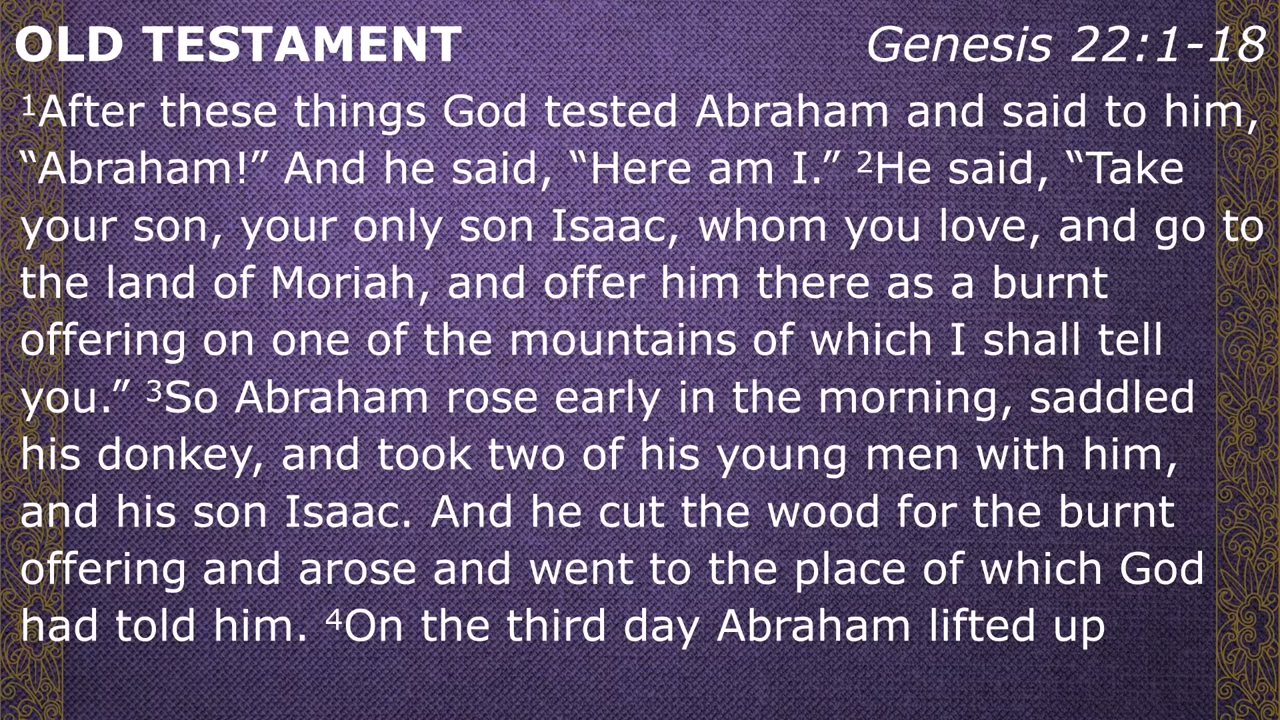 OLD TESTAMENT Genesis 22:1-18
¹After these things God tested Abraham and said to him,
“Abraham!” And he said, “Here am I.” ²He said, “Take
your son, your only son Isaac, whom you love, and go to
the land of Moriah, and offer him there as a burnt
offering on one of the mountains of which I shall tell
you.” ³So Abraham rose early in the morning, saddled
his donkey, and took two of his young men with him,
and his son Isaac. And he cut the wood for the burnt
offering and arose and went to the place of which God
had told him. ⁴On the third day Abraham lifted up